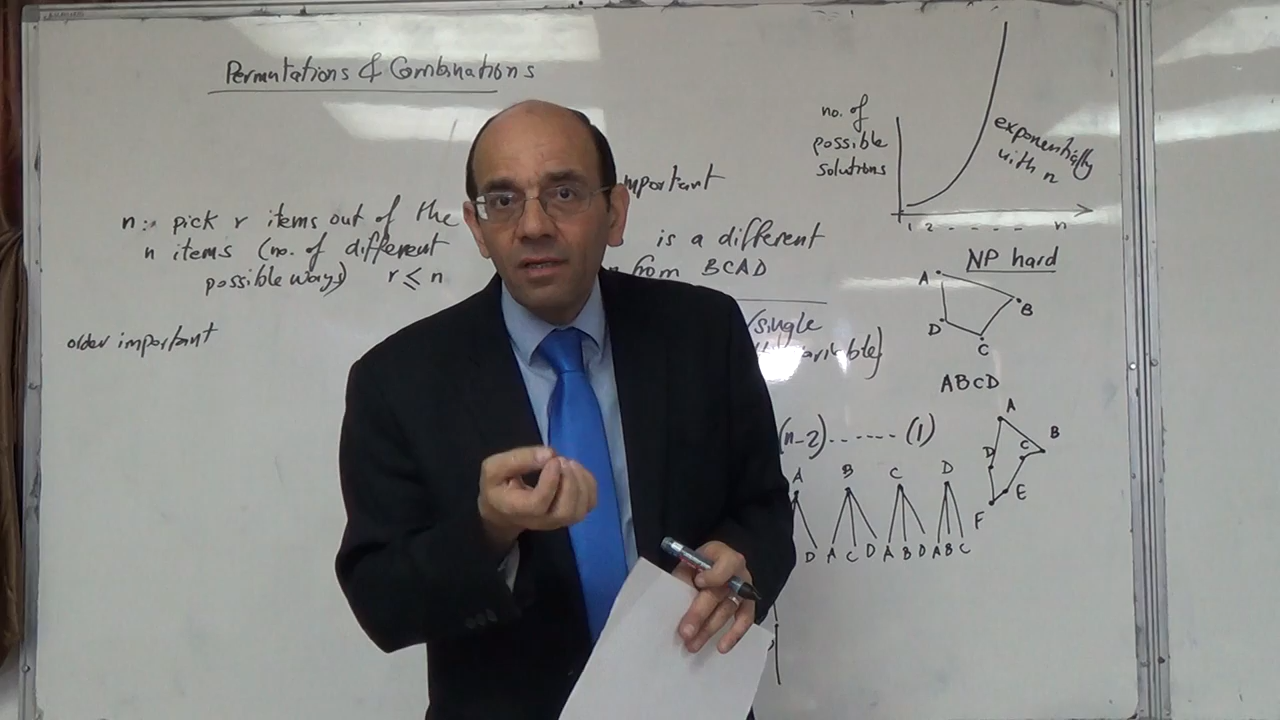 Permutations & Combinations
n: pick r items out of the
n items (no. of different
possible ways) r ≤ n
order important
important
is a different
from BCAD
single
variable)
(n-2)------(1)
A B C D
D A C D A B D A B C
no. of
possible
solutions
exponentially
with n
1 2 - - - - - - n
NP hard
A
B
D
C
ABCD
A
B
C
D
E
F